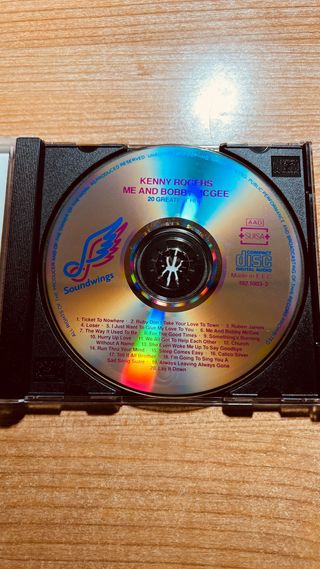 KENNY ROGERS
ME AND BOBBY MCGEE
20 GREATEST HITS
Soundwings
AAD
SUISA
COMPACT
disc
DIGITAL AUDIO
Made in E.E.C.
1. Ticket To Nowhere · 2. Ruby Don't Take Your Love To Town · 3. Ruben James
4. Loser · 5. I Just Want To Give My Love To You · 6. Me And Bobby McGee
7. The Way It Used To Be · 8. For The Good Times · 9. Something's Burning
10. Hurry Up Love · 11. We All Got To Help Each Other · 12. Church
Without A Name · 13. She Even Woke Me Up To Say Goodbye
14. Run Thru Your Mind · 15. Sleep Comes Easy · 16. Calico Silver
17. Tell It All Brother · 18. I'm Going To Sing You A
Sad Song Susie · 19. Always Leaving Always Gone
20. Lay It Down